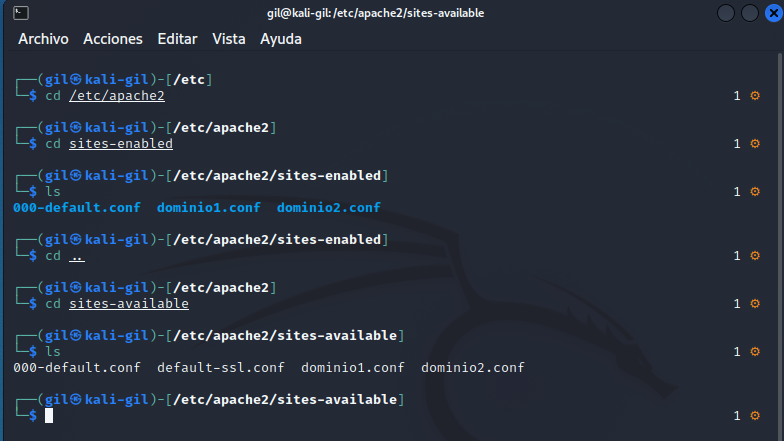 gil@kali-gil:/etc/apache2/sites-available
Archivo Acciones Editar Vista Ayuda
┌──(gil㉿kali-gil)-[/etc]
└─$ cd /etc/apache2 1 ⚙
┌──(gil㉿kali-gil)-[/etc/apache2]
└─$ cd sites-enabled 1 ⚙
┌──(gil㉿kali-gil)-[/etc/apache2/sites-enabled]
└─$ ls 1 ⚙
000-default.conf dominio1.conf dominio2.conf
┌──(gil㉿kali-gil)-[/etc/apache2/sites-enabled]
└─$ cd .. 1 ⚙
┌──(gil㉿kali-gil)-[/etc/apache2]
└─$ cd sites-available 1 ⚙
┌──(gil㉿kali-gil)-[/etc/apache2/sites-available]
└─$ ls 1 ⚙
000-default.conf default-ssl.conf dominio1.conf dominio2.conf
┌──(gil㉿kali-gil)-[/etc/apache2/sites-available]
└─$ 1 ⚙